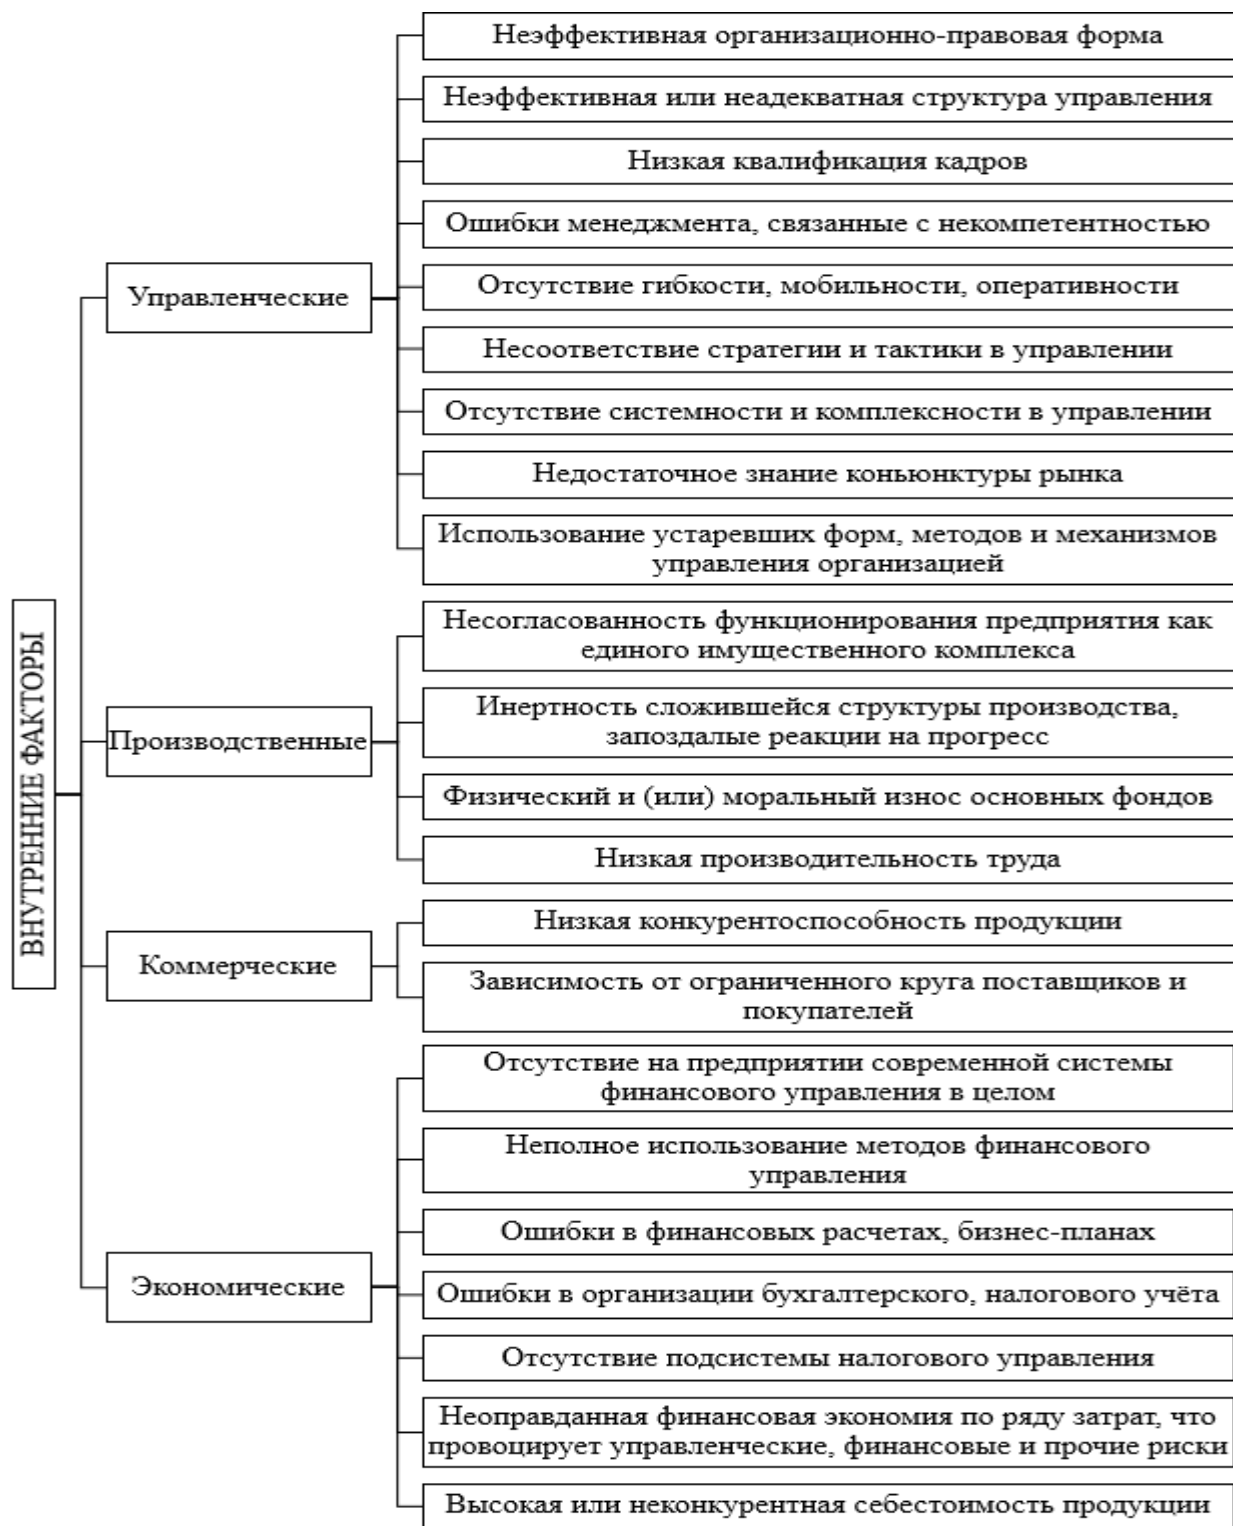 ВНУТРЕННИЕ ФАКТОРЫ
Управленческие
Неэффективная организационно-правовая форма
Неэффективная или неадекватная структура управления
Низкая квалификация кадров
Ошибки менеджмента, связанные с некомпетентностью
Отсутствие гибкости, мобильности, оперативности
Несоответствие стратегии и тактики в управлении
Отсутствие системности и комплексности в управлении
Недостаточное знание коньюнктуры рынка
Использование устаревших форм, методов и механизмов
управления организацией
Производственные
Несогласованность функционирования предприятия как
единого имущественного комплекса
Инертность сложившейся структуры производства,
запоздалые реакции на прогресс
Физический и (или) моральный износ основных фондов
Низкая производительность труда
Коммерческие
Низкая конкурентоспособность продукции
Зависимость от ограниченного круга поставщиков и
покупателей
Экономические
Отсутствие на предприятии современной системы
финансового управления в целом
Неполное использование методов финансового
управления
Ошибки в финансовых расчетах, бизнес-планах
Ошибки в организации бухгалтерского, налогового учёта
Отсутствие подсистемы налогового управления
Неоправданная финансовая экономия по ряду затрат, что
провоцирует управленческие, финансовые и прочие риски
Высокая или неконкурентная себестоимость продукции